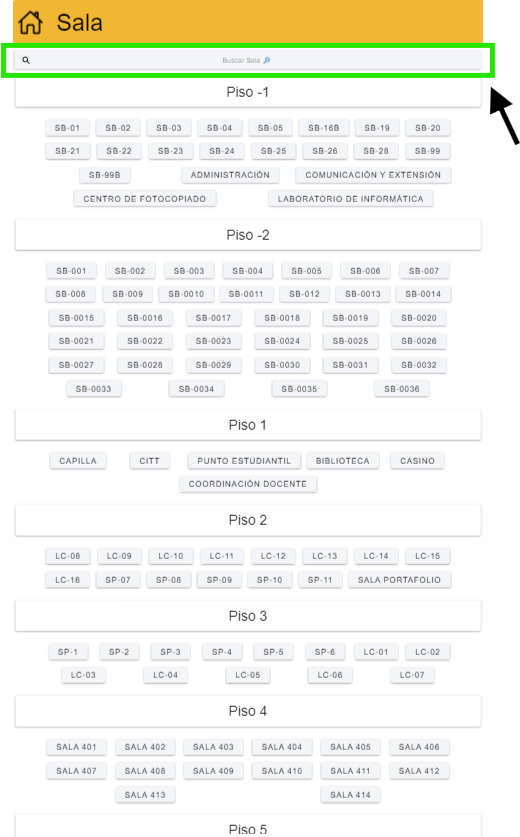 Sala
Buscar Sala
Piso -1
SB-01 SB-02 SB-03 SB-04 SB-05 SB-16B SB-19 SB-20
SB-21 SB-22 SB-23 SB-24 SB-25 SB-26 SB-28 SB-99
SB-99B ADMINISTRACIÓN COMUNICACIÓN Y EXTENSIÓN
CENTRO DE FOTOCOPIADO LABORATORIO DE INFORMÁTICA
Piso -2
SB-001 SB-002 SB-003 SB-004 SB-005 SB-006 SB-007
SB-008 SB-009 SB-0010 SB-0011 SB-012 SB-0013 SB-0014
SB-0015 SB-0016 SB-0017 SB-0018 SB-0019 SB-0020
SB-0021 SB-0022 SB-0023 SB-0024 SB-0025 SB-0026
SB-0027 SB-0028 SB-0029 SB-0030 SB-0031 SB-0032
SB-0033 SB-0034 SB-0035 SB-0036
Piso 1
CAPILLA CITT PUNTO ESTUDIANTIL BIBLIOTECA CASINO
COORDINACIÓN DOCENTE
Piso 2
LC-08 LC-09 LC-10 LC-11 LC-12 LC-13 LC-14 LC-15
LC-16 SP-07 SP-08 SP-09 SP-10 SP-11 SALA PORTAFOLIO
Piso 3
SP-1 SP-2 SP-3 SP-4 SP-5 SP-6 LC-01 LC-02
LC-03 LC-04 LC-05 LC-06 LC-07
Piso 4
SALA 401 SALA 402 SALA 403 SALA 404 SALA 405 SALA 406
SALA 407 SALA 408 SALA 409 SALA 410 SALA 411 SALA 412
SALA 413 SALA 414
Piso 5